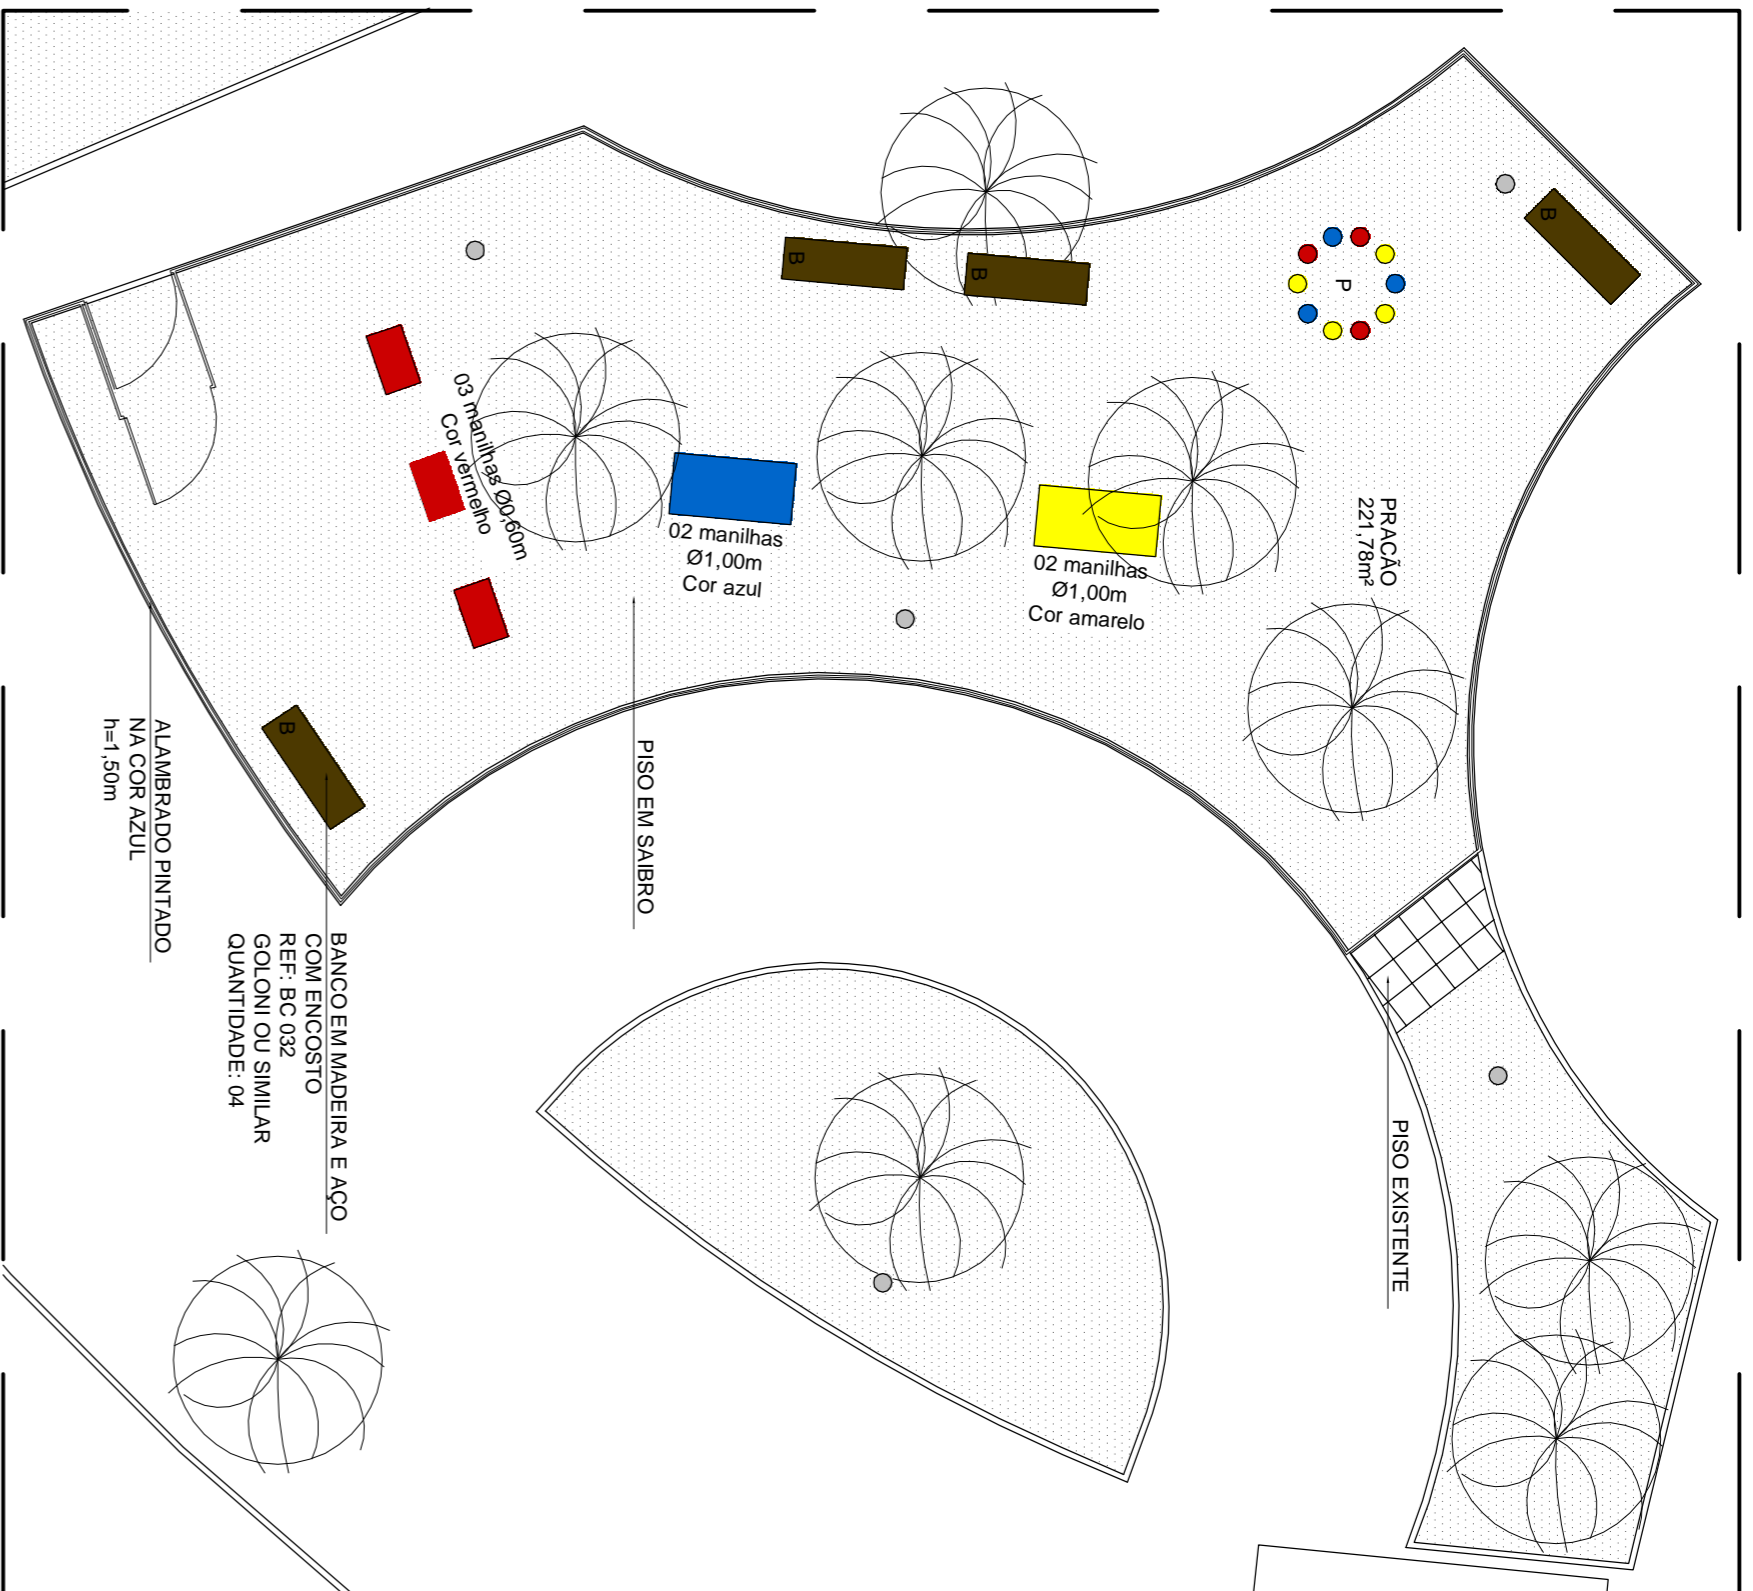 B
B
B
P
03 manilhas Ø0,60m
Cor vermelho
02 manilhas
Ø1,00m
Cor azul
02 manilhas
Ø1,00m
Cor amarelo
PRACÃO
221,78m²
B
ALAMBRADO PINTADO
NA COR AZUL
h=1,50m
PISO EM SAIBRO
BANCO EM MADEIRA E AÇO
COM ENCOSTO
REF: BC 032
GOLONI OU SIMILAR
QUANTIDADE: 04
PISO EXISTENTE